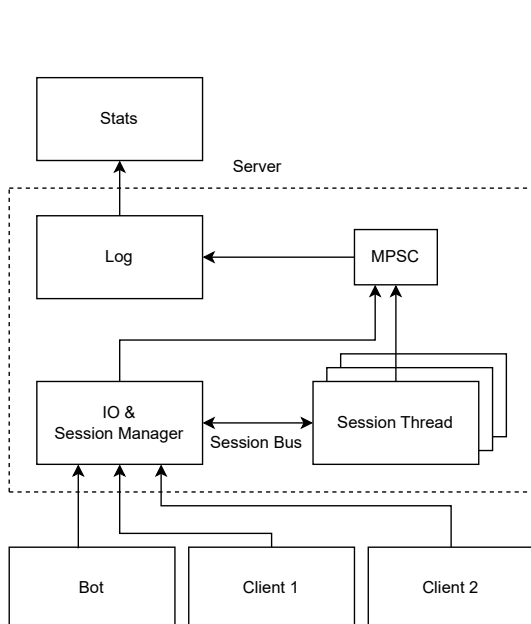 Stats
Server
Log
MPSC
IO &
Session Manager
Session Bus
Session Thread
Bot
Client 1
Client 2